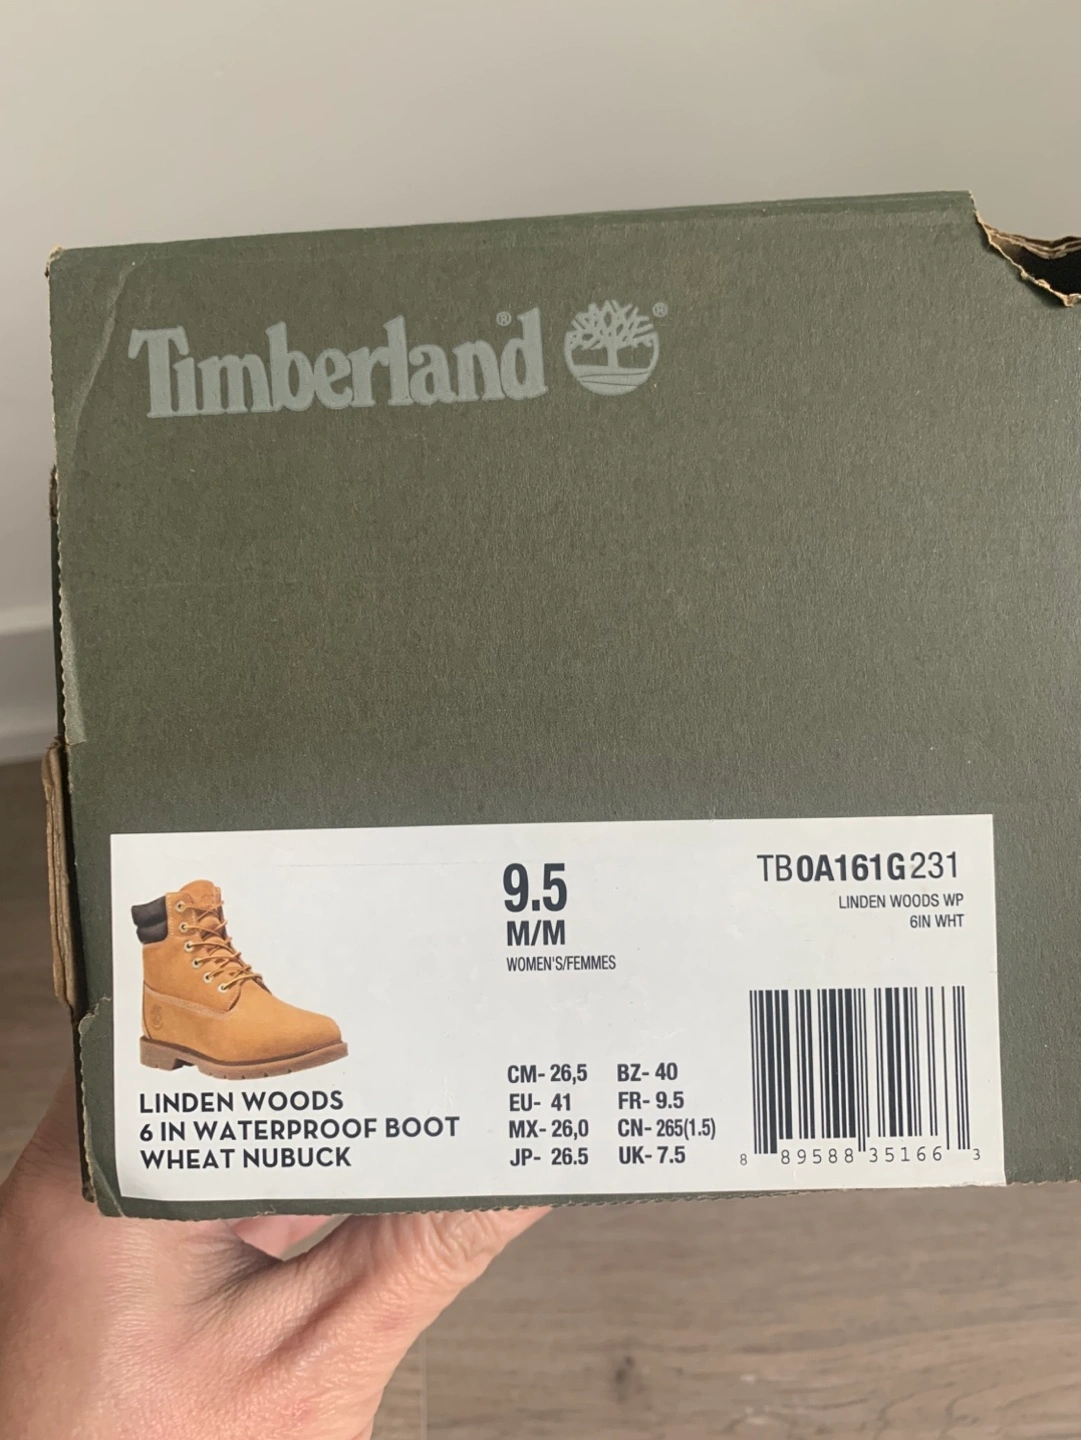 Timberland® ®
9.5
M/M
WOMEN'S/FEMMES
TB0A161G231
LINDEN WOODS WP
6IN WHT
LINDEN WOODS
6 IN WATERPROOF BOOT
WHEAT NUBUCK
CM- 26,5 BZ- 40
EU- 41 FR- 9.5
MX- 26,0 CN- 265(1.5)
JP- 26.5 UK- 7.5
8 89588 35166 3